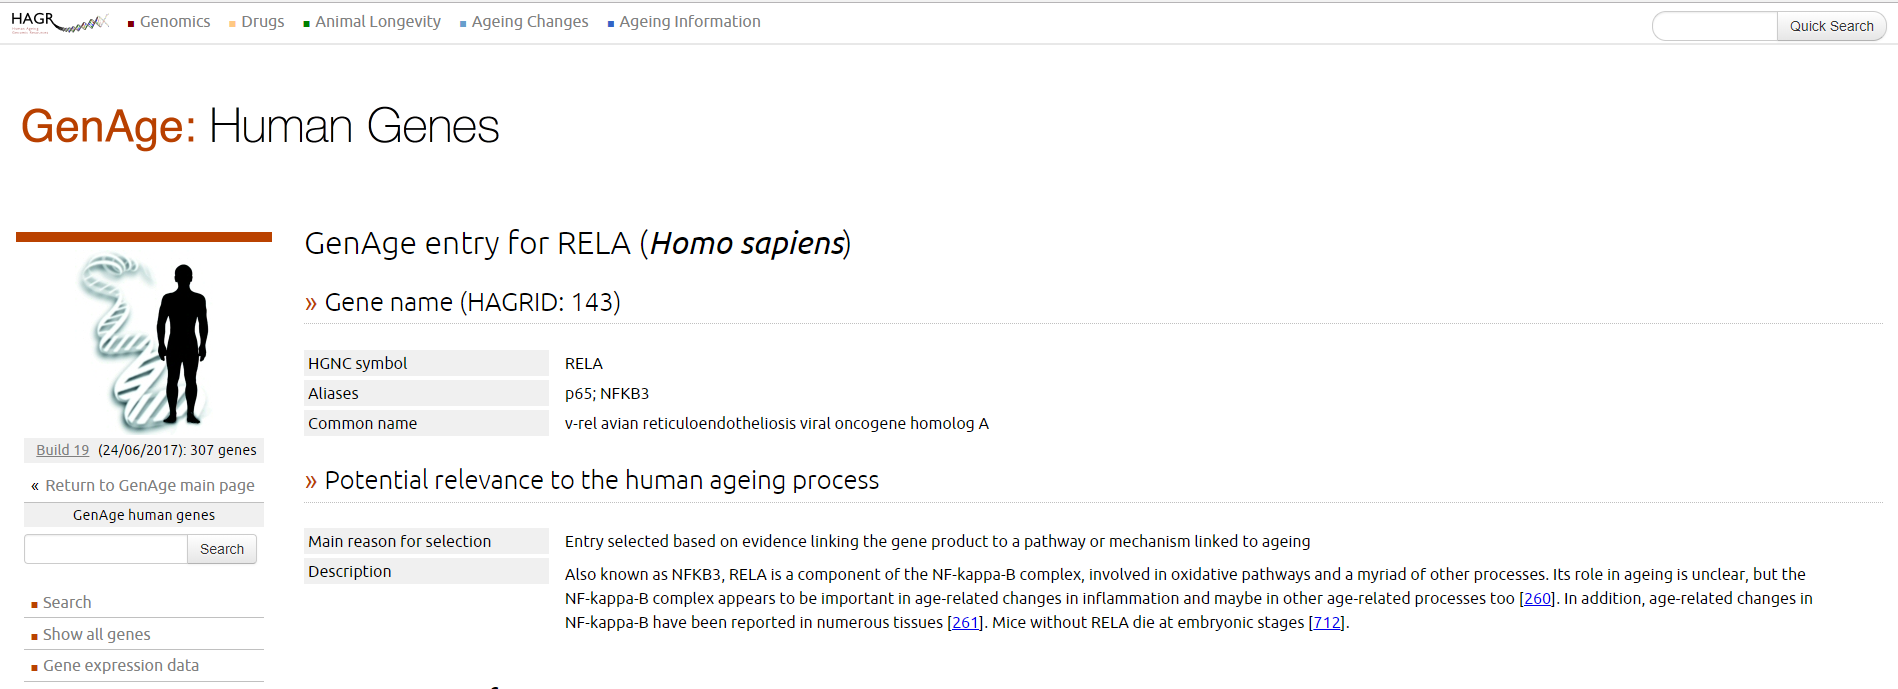 HAGR
Genomics Drugs Animal Longevity Ageing Changes Ageing Information
Quick Search
GenAge: Human Genes
GenAge entry for RELA (Homo sapiens)
» Gene name (HAGRID: 143)
HGNC symbol RELA
Aliases p65; NFKB3
Common name v-rel avian reticuloendotheliosis viral oncogene homolog A
» Potential relevance to the human ageing process
Main reason for selection Entry selected based on evidence linking the gene product to a pathway or mechanism linked to ageing
Description Also known as NFKB3, RELA is a component of the NF-kappa-B complex, involved in oxidative pathways and a myriad of other processes. Its role in ageing is unclear, but the
NF-kappa-B complex appears to be important in age-related changes in inflammation and maybe in other age-related processes too [260]. In addition, age-related changes in
NF-kappa-B have been reported in numerous tissues [261]. Mice without RELA die at embryonic stages [712].
Build 19 (24/06/2017): 307 genes
« Return to GenAge main page
GenAge human genes
Search
Search
Show all genes
Gene expression data